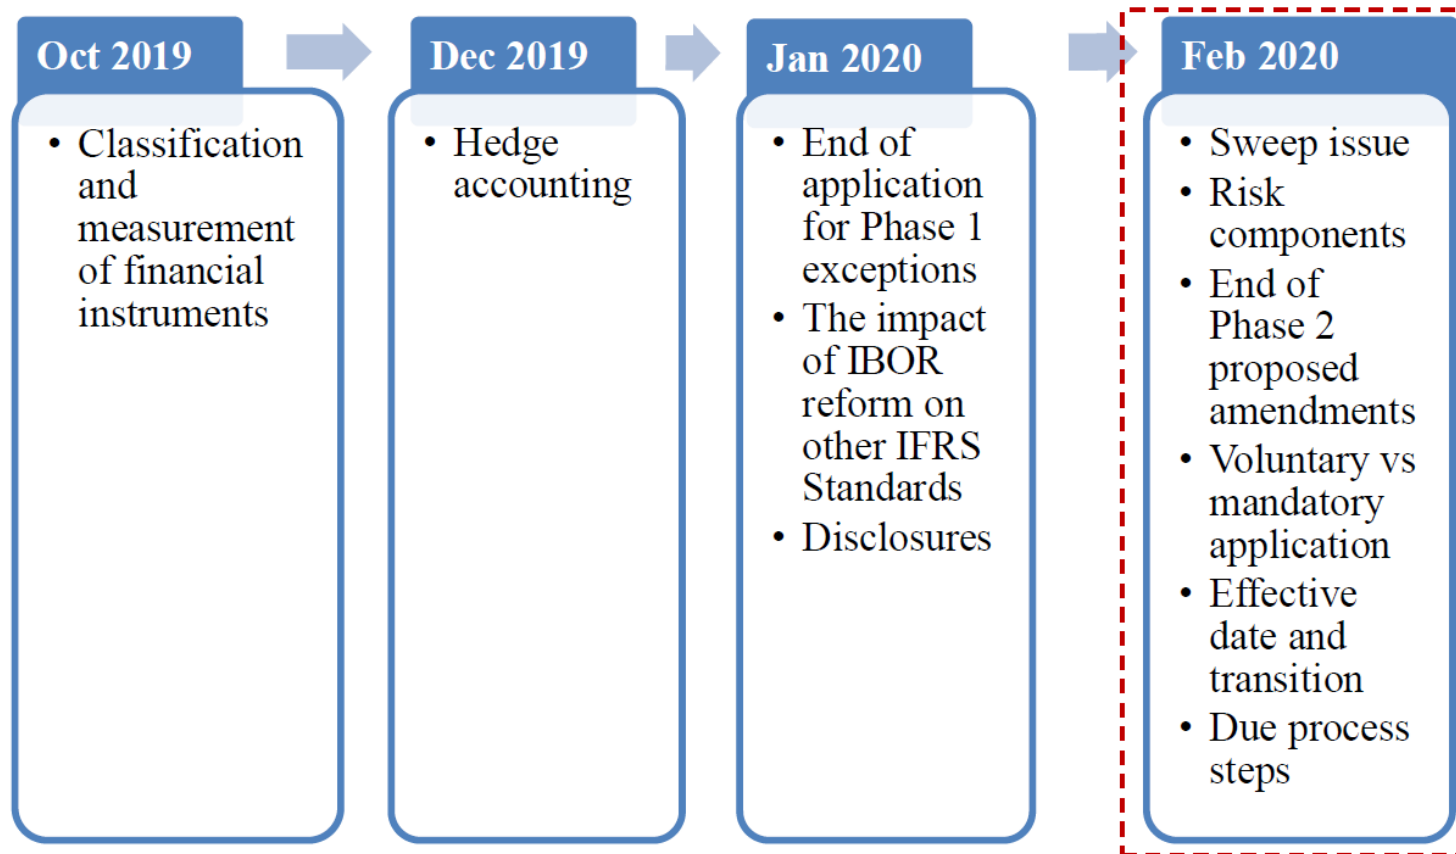 Oct 2019
• Classification
and
measurement
of financial
instruments
Dec 2019
• Hedge
accounting
Jan 2020
• End of
application
for Phase 1
exceptions
• The impact
of IBOR
reform on
other IFRS
Standards
• Disclosures
Feb 2020
• Sweep issue
• Risk
components
• End of
Phase 2
proposed
amendments
• Voluntary vs
mandatory
application
• Effective
date and
transition
• Due process
steps